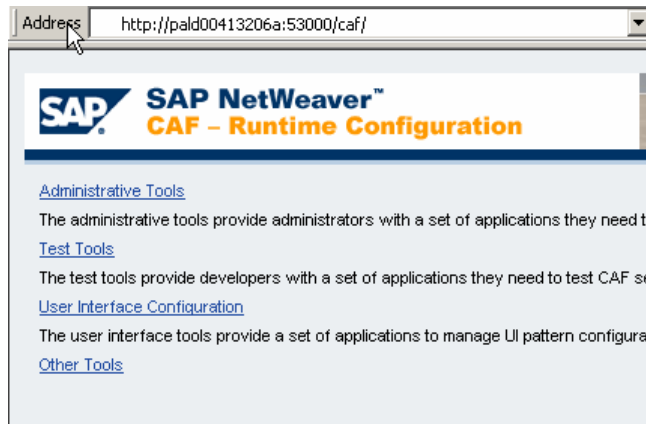 Address http://pald00413206a:53000/caf/
SAP SAP NetWeaver™
CAF – Runtime Configuration
Administrative Tools
The administrative tools provide administrators with a set of applications they need t
Test Tools
The test tools provide developers with a set of applications they need to test CAF se
User Interface Configuration
The user interface tools provide a set of applications to manage UI pattern configura
Other Tools